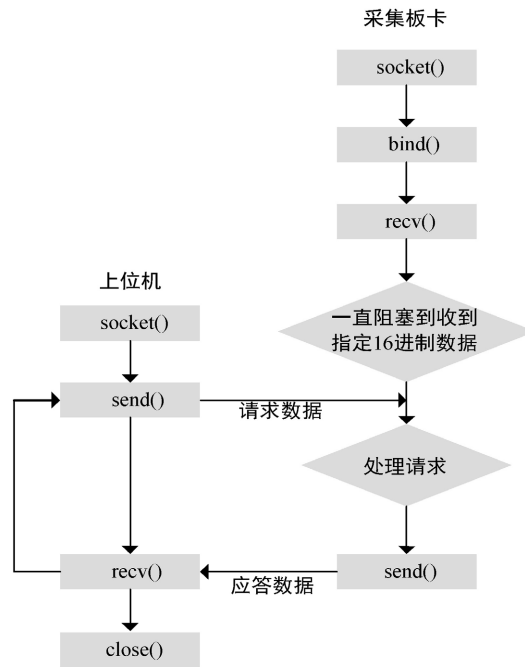 采集板卡
socket()
bind()
recv()
一直阻塞到收到
指定16进制数据
上位机
socket()
send()
请求数据
处理请求
recv()
应答数据
send()
close()